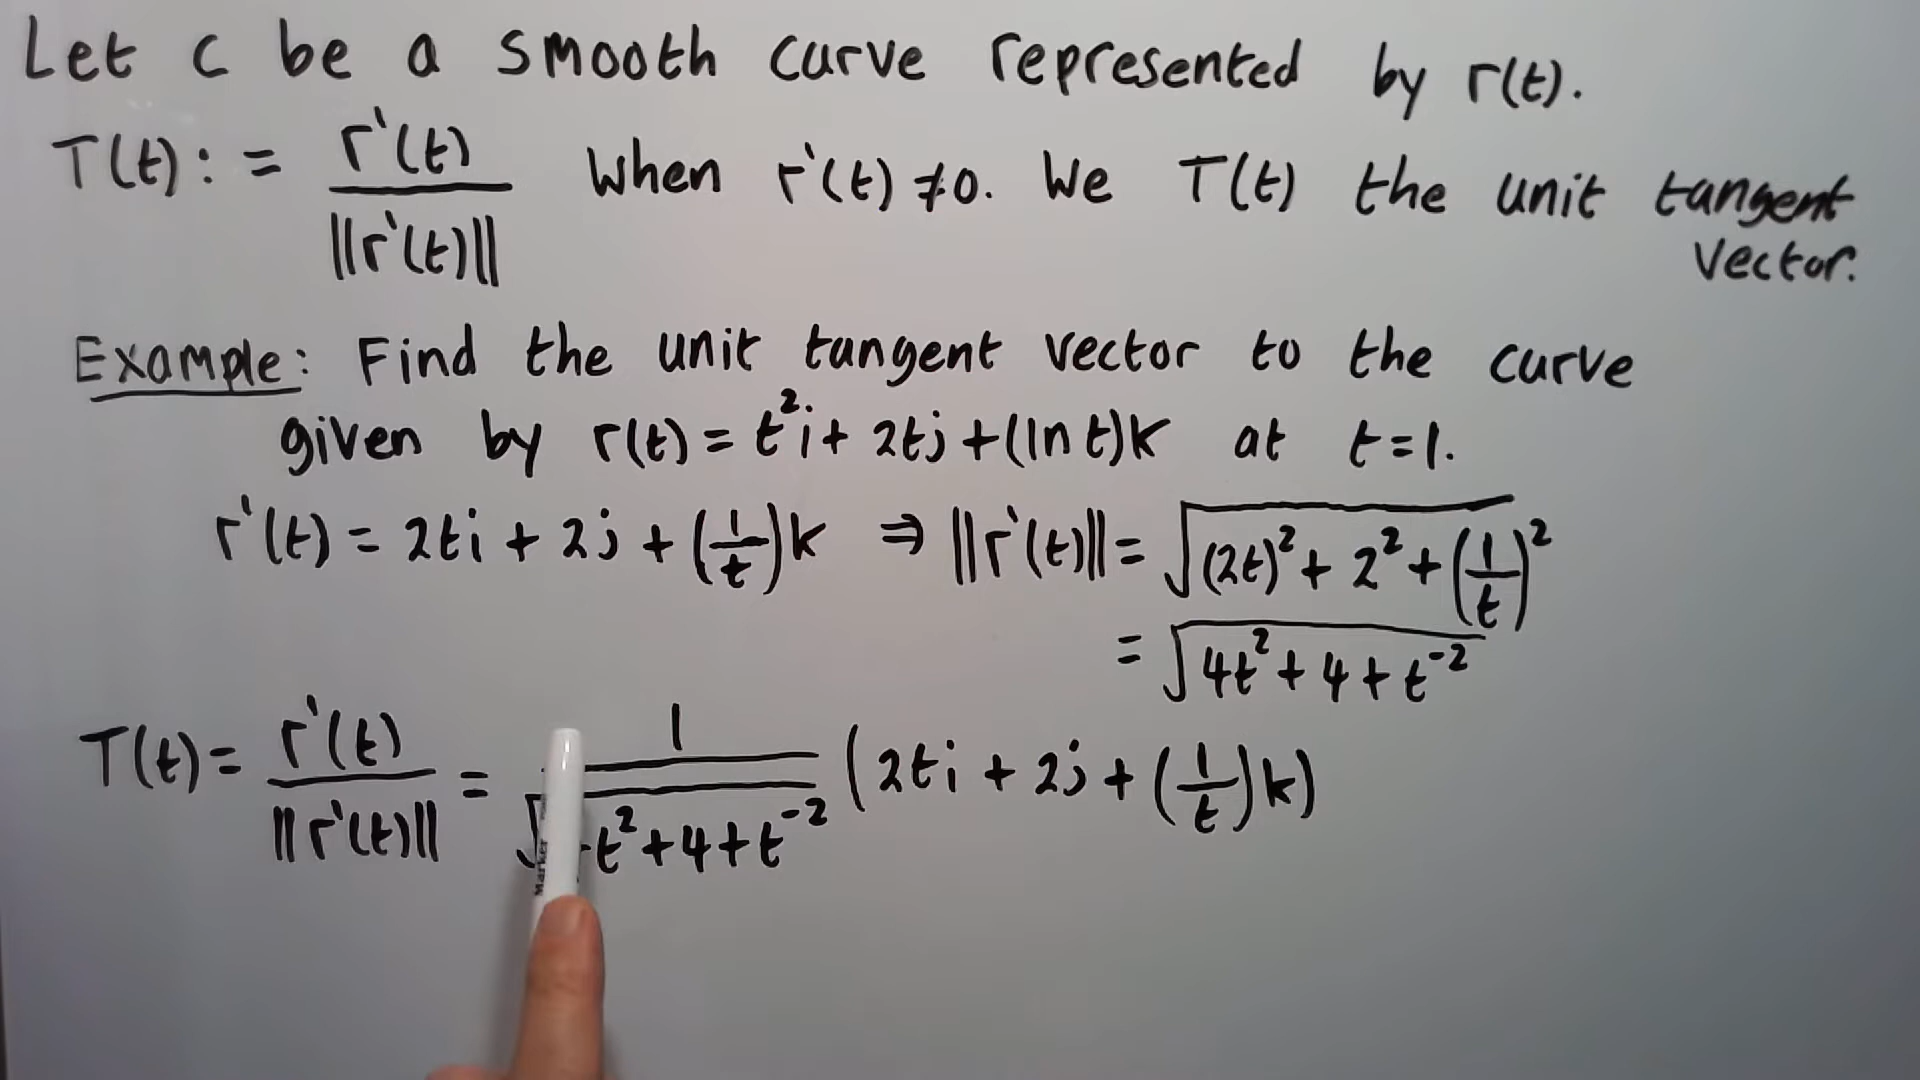 Let C be a smooth curve represented by r(t).
T(t) := r'(t) / ||r'(t)|| when r'(t) ≠ 0. We T(t) the unit tangent
vector.
Example: Find the unit tangent vector to the curve
given by r(t) = t²i + 2tj + (ln t)k at t=1.
r'(t) = 2ti + 2j + (1/t)k ⇒ ||r'(t)|| = √((2t)² + 2² + (1/t)²)
= √(4t² + 4 + t⁻²)
T(t) = r'(t) / ||r'(t)|| = 1 / √(t² + 4 + t⁻²) (2ti + 2j + (1/t)k)
Marker